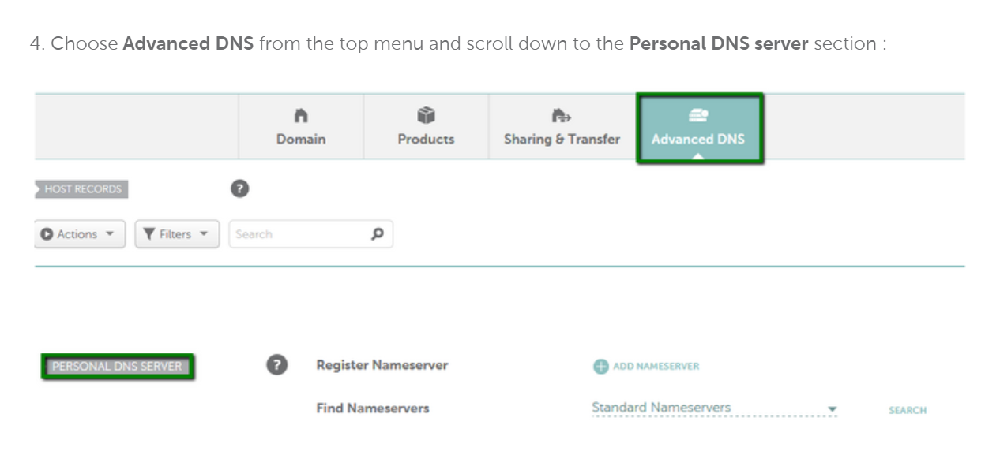 4. Choose Advanced DNS from the top menu and scroll down to the Personal DNS server section :
Domain
Products
Sharing & Transfer
Advanced DNS
HOST RECORDS
?
Actions
Filters
Search
PERSONAL DNS SERVER
?
Register Nameserver
ADD NAMESERVER
Find Nameservers
Standard Nameservers
SEARCH